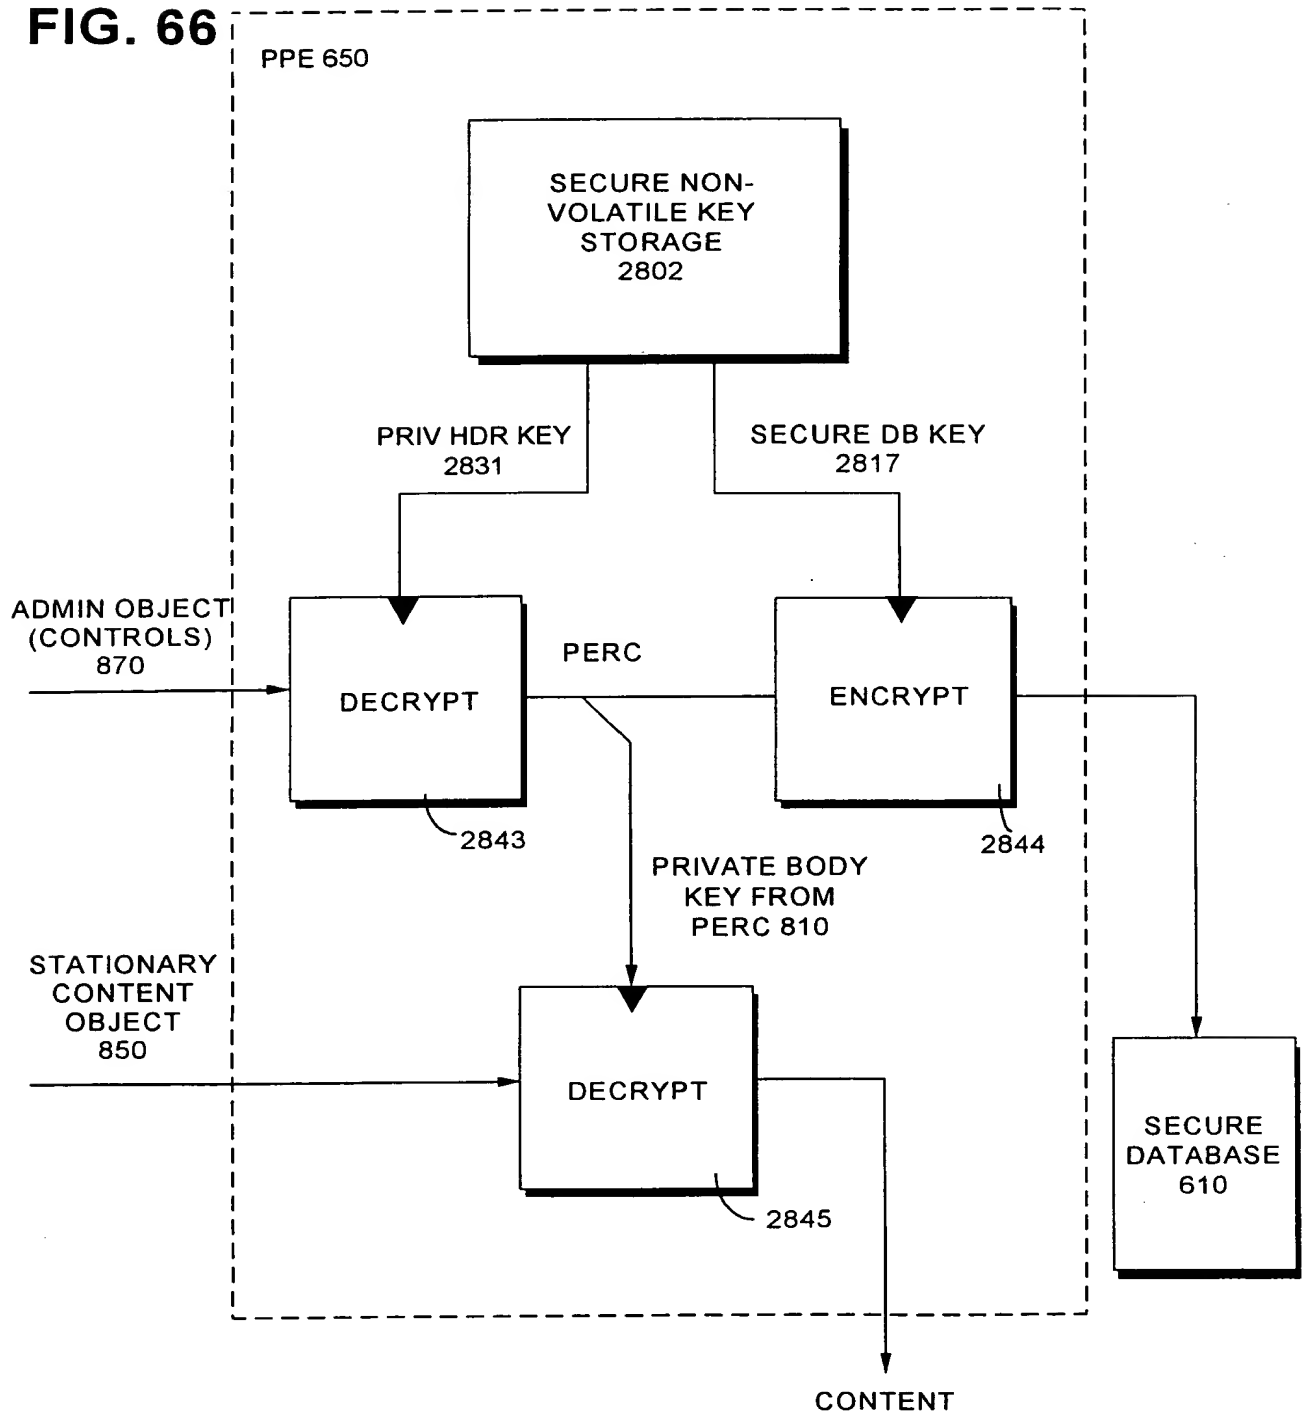 FIG. 66
PPE 650
SECURE NON-
VOLATILE KEY
STORAGE
2802
PRIV HDR KEY
2831
SECURE DB KEY
2817
ADMIN OBJECT
(CONTROLS)
870
DECRYPT
PERC
ENCRYPT
2843
2844
PRIVATE BODY
KEY FROM
PERC 810
STATIONARY
CONTENT
OBJECT
850
DECRYPT
2845
SECURE
DATABASE
610
CONTENT